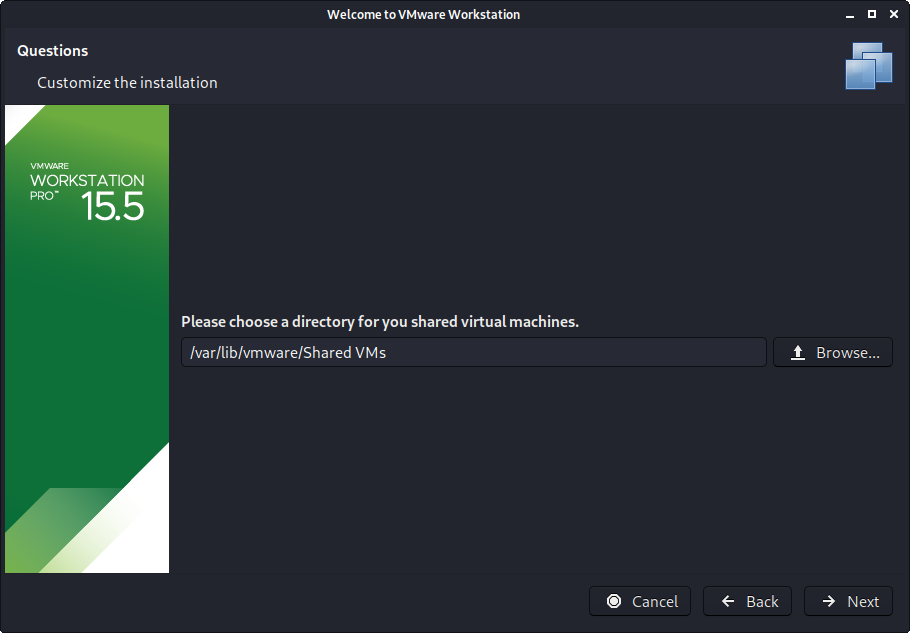 Welcome to VMware Workstation
Questions
Customize the installation
VMWARE
WORKSTATION
PRO™ 15.5
Please choose a directory for you shared virtual machines.
/var/lib/vmware/Shared VMs
Browse...
Cancel
Back
Next